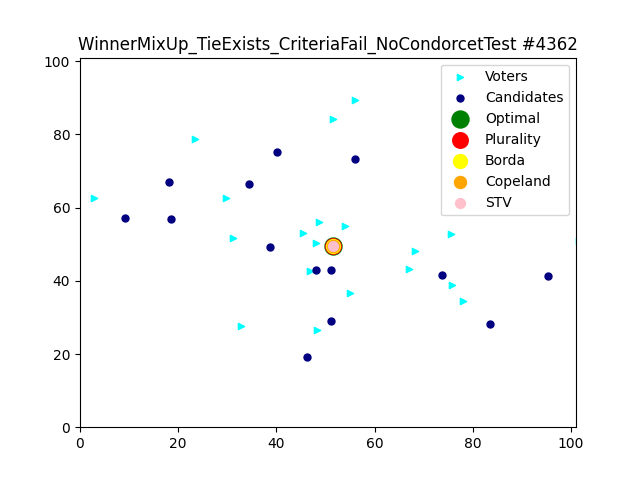 WinnerMixUp_TieExists_CriteriaFail_NoCondorcetTest #4362
100
80
60
40
20
0
0
20
40
60
80
100
Voters
Candidates
Optimal
Plurality
Borda
Copeland
STV